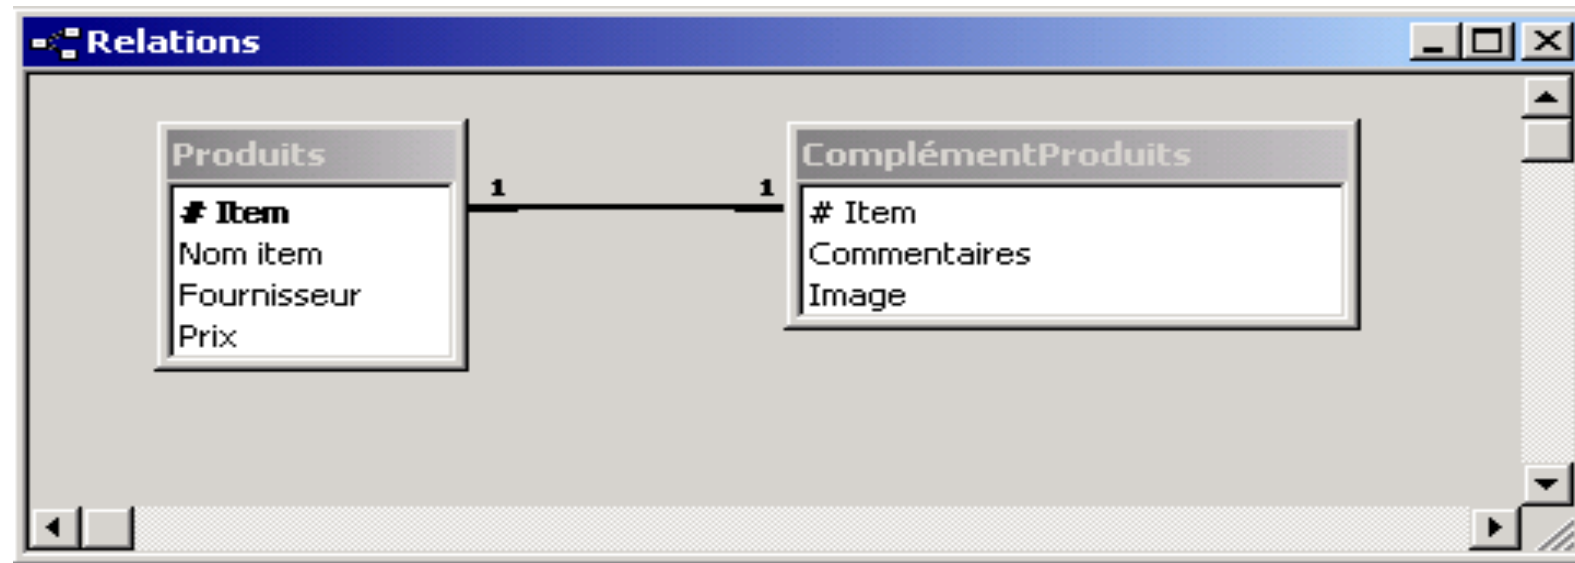 Relations
Produits
# Item
Nom item
Fournisseur
Prix
1
1
ComplémentProduits
# Item
Commentaires
Image